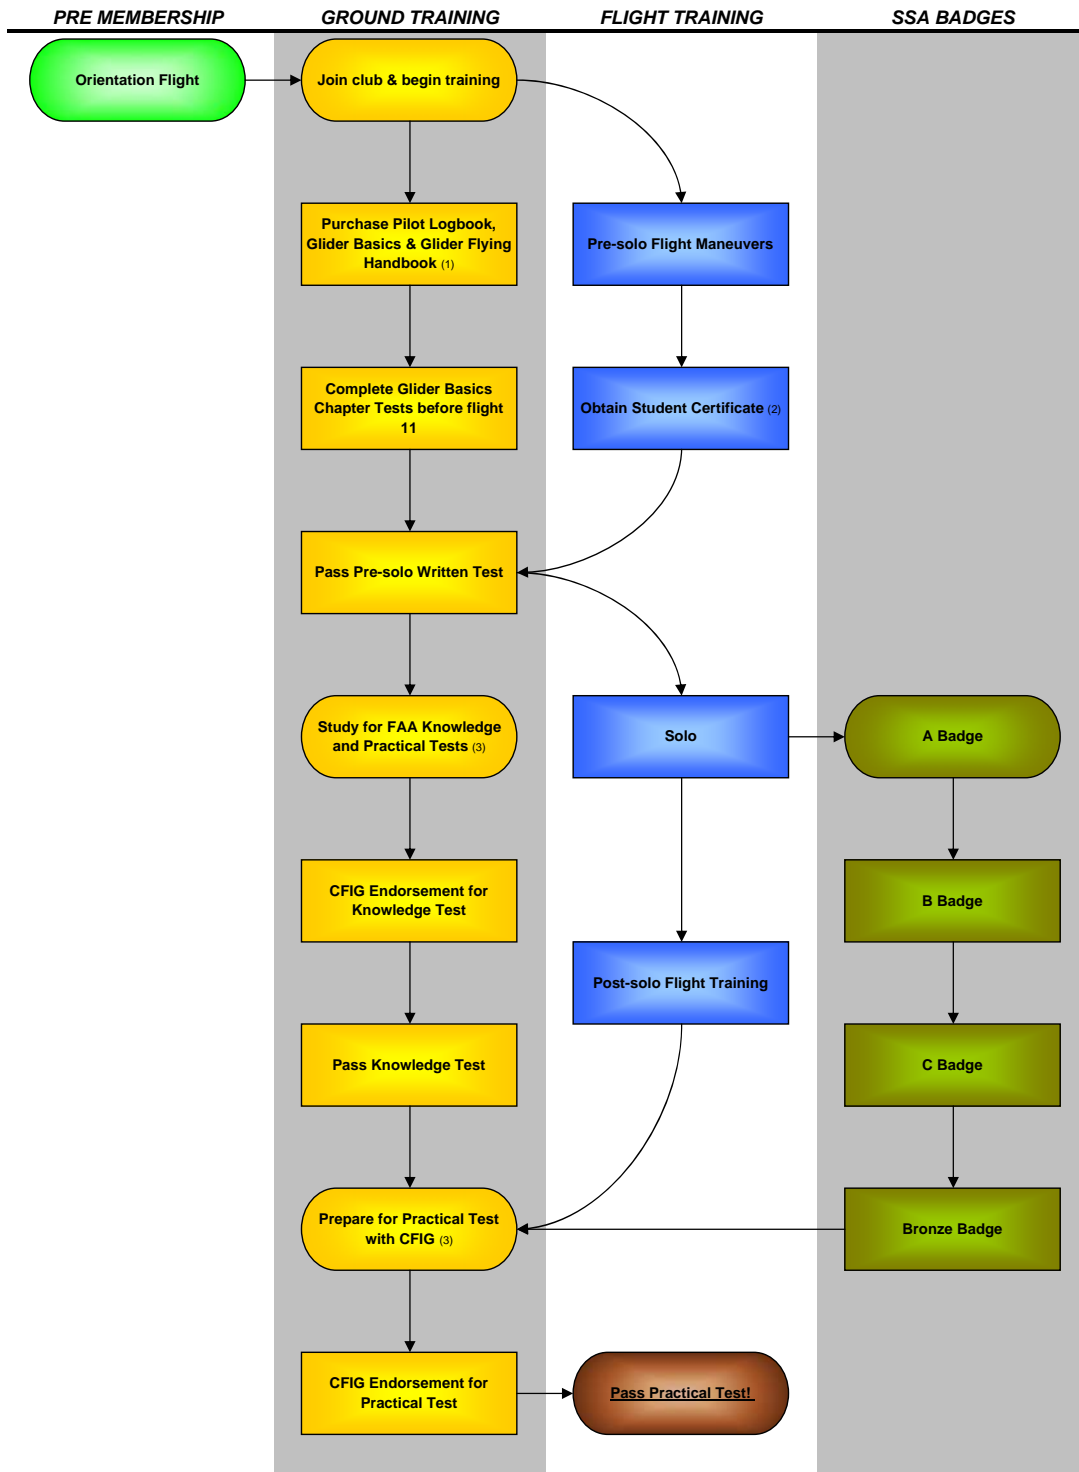 PRE MEMBERSHIP
GROUND TRAINING
FLIGHT TRAINING
SSA BADGES
Orientation Flight
Join club & begin training
Purchase Pilot Logbook,
Glider Basics & Glider Flying
Handbook (1)
Pre-solo Flight Maneuvers
Complete Glider Basics
Chapter Tests before flight
11
Obtain Student Certificate (2)
Pass Pre-solo Written Test
Study for FAA Knowledge
and Practical Tests (3)
Solo
A Badge
CFIG Endorsement for
Knowledge Test
B Badge
Post-solo Flight Training
Pass Knowledge Test
C Badge
Prepare for Practical Test
with CFIG (3)
Bronze Badge
CFIG Endorsement for
Practical Test
Pass Practical Test!